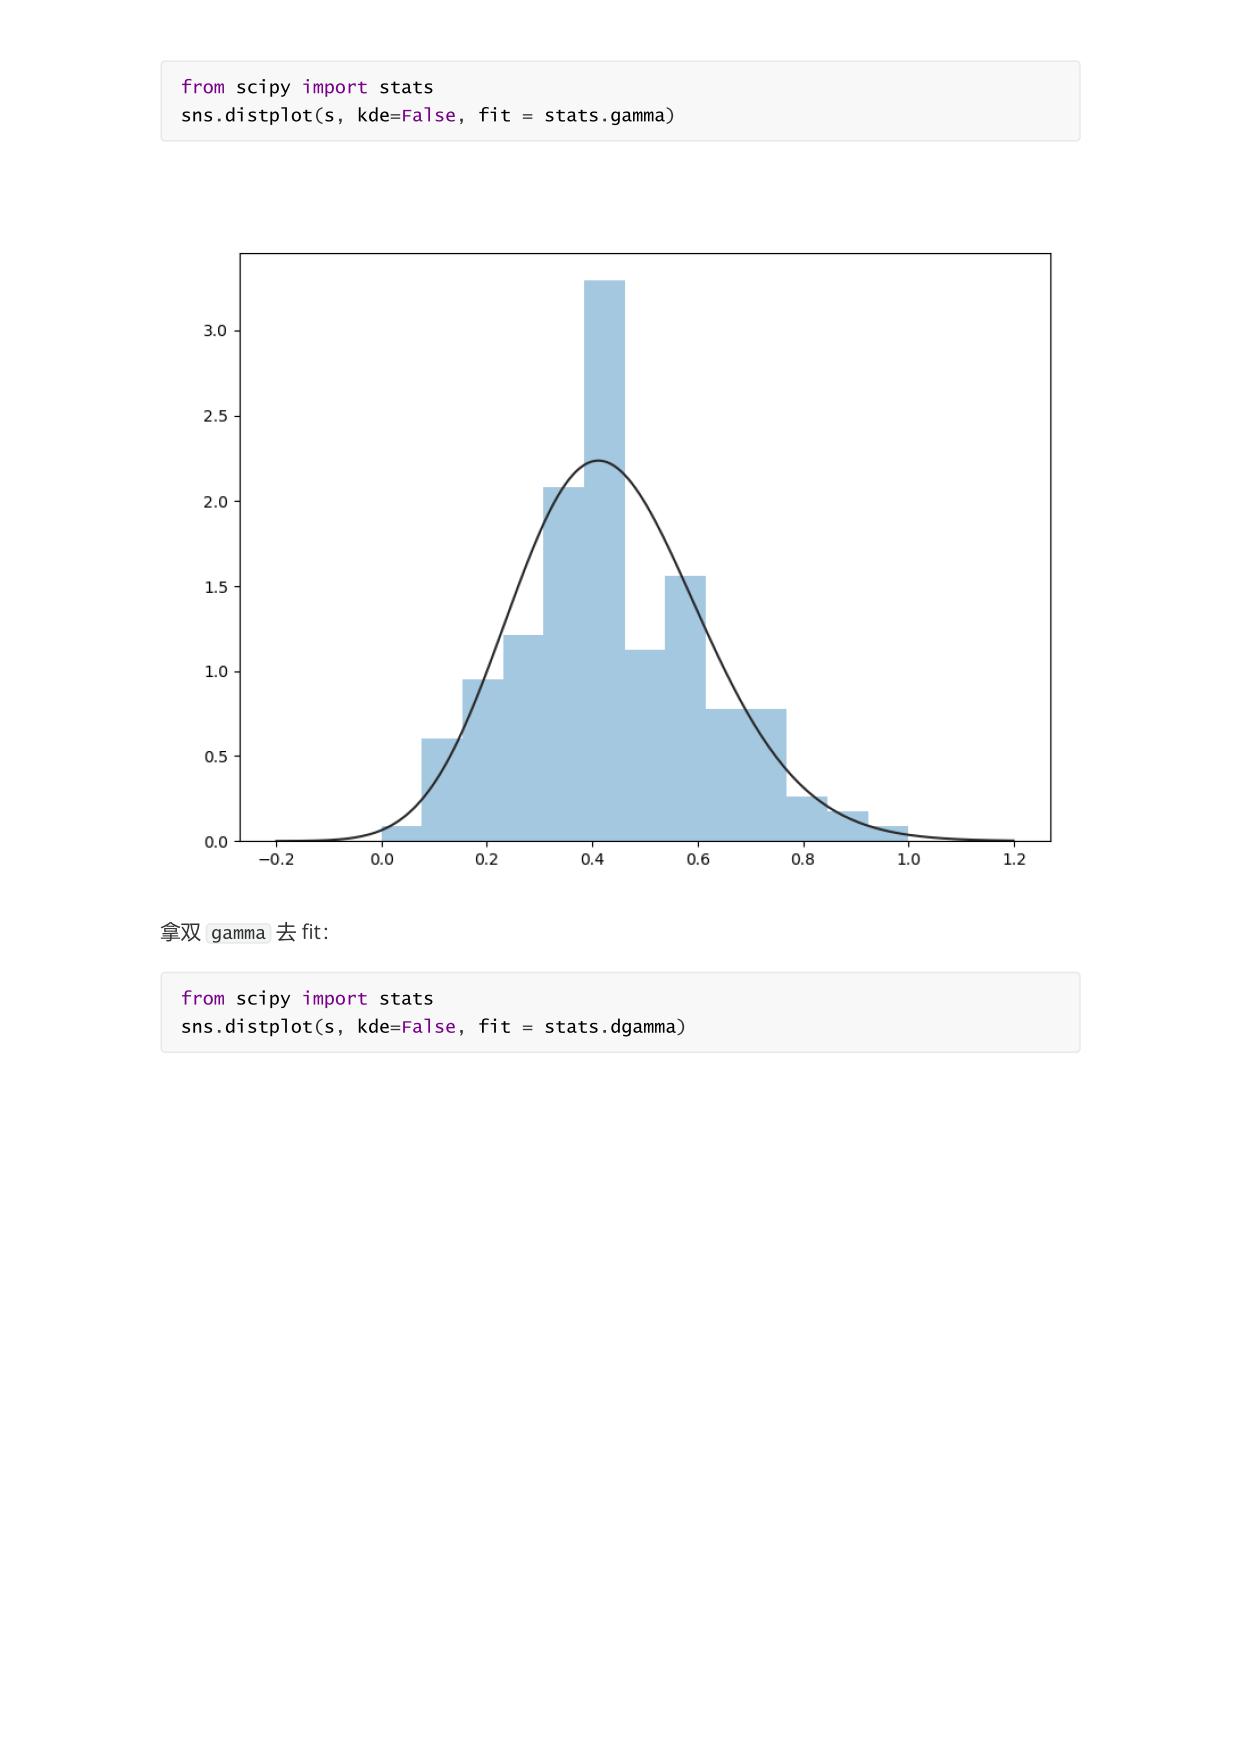 from scipy import stats
sns.distplot(s, kde=False, fit = stats.gamma)
3.0
2.5
2.0
1.5
1.0
0.5
0.0
−0.2 0.0 0.2 0.4 0.6 0.8 1.0 1.2
拿双 gamma 去 fit：
from scipy import stats
sns.distplot(s, kde=False, fit = stats.dgamma)